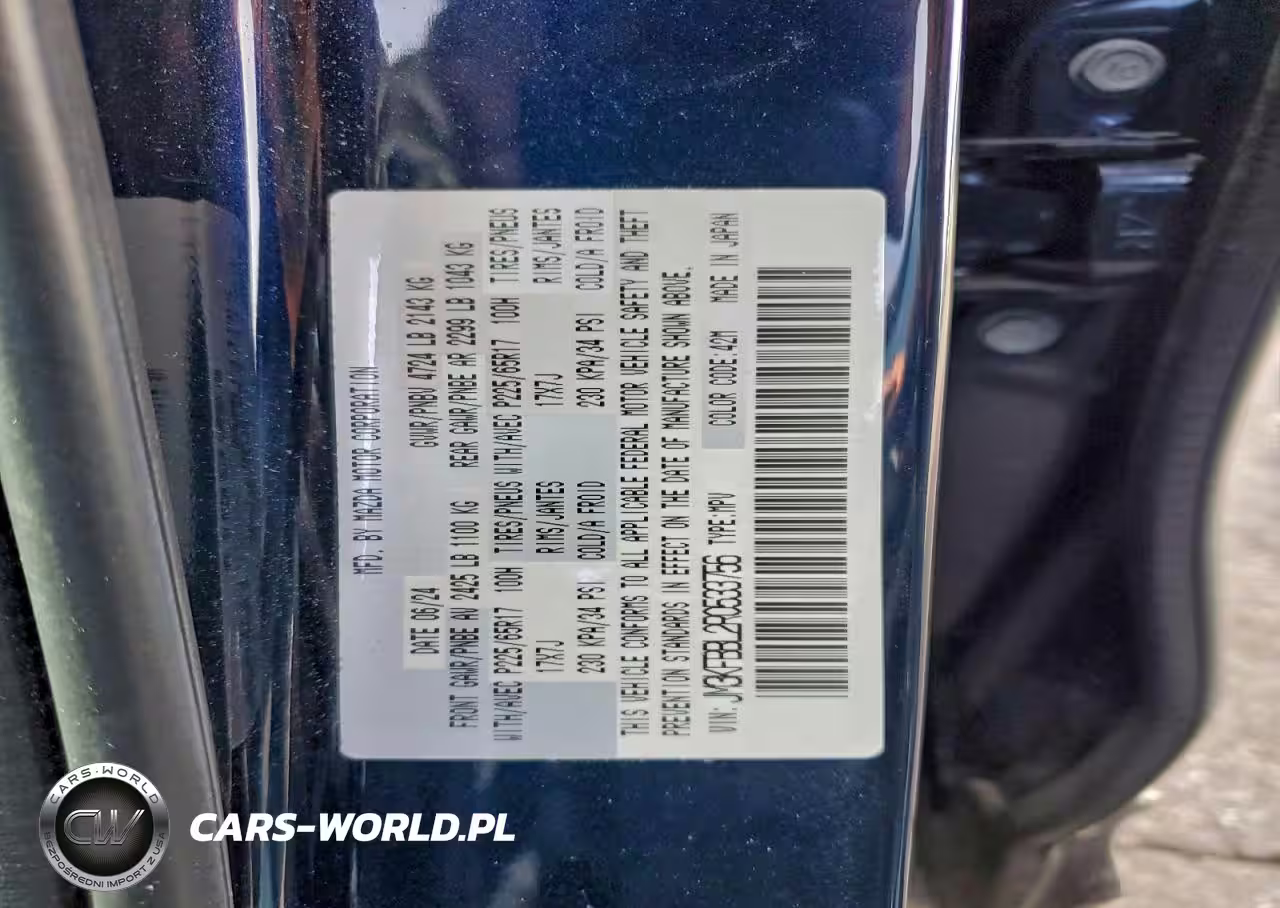 MFD. BY MAZDA MOTOR CORPORATION
DATE 06/24
GVWR/PNBV 4724 LB 2143 KG
FRONT GAWR/PNBE AV 2425 LB 1100 KG
REAR GAWR/PNBE AR 2299 LB 1043 KG
WITH/AVEC P225/65R17 100H TIRES/PNEUS WITH/AVEC P225/65R17 100H TIRES/PNEUS
17X7J RIMS/JANTES 17X7J RIMS/JANTES
230 KPA/34 PSI COLD/A FROID 230 KPA/34 PSI COLD/A FROID
THIS VEHICLE CONFORMS TO ALL APPLICABLE FEDERAL MOTOR VEHICLE SAFETY AND THEFT
PREVENTION STANDARDS IN EFFECT ON THE DATE OF MANUFACTURE SHOWN ABOVE.
VIN: JM3KFBBL2R0533756 TYPE:MPV COLOR CODE:42M MADE IN JAPAN
CARS-WORLD
CW
BEZPOŚREDNI IMPORT Z USA
CARS-WORLD.PL